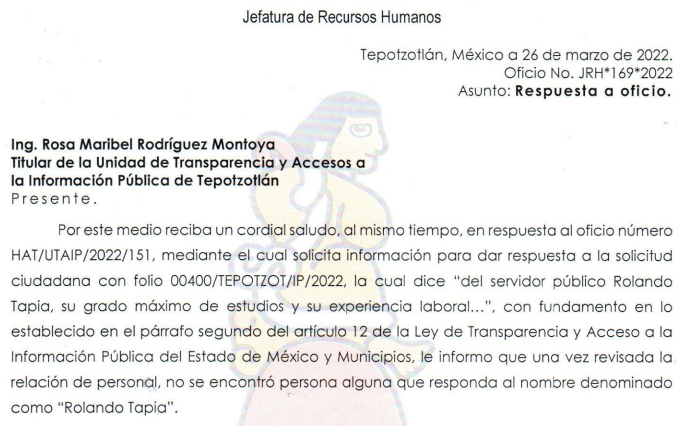 Jefatura de Recursos Humanos
Tepotzotlán, México a 26 de marzo de 2022.
Oficio No. JRH*169*2022
Asunto: Respuesta a oficio.
Ing. Rosa Maribel Rodríguez Montoya
Titular de la Unidad de Transparencia y Accesos a
la Información Pública de Tepotzotlán
Presente.
Por este medio reciba un cordial saludo, al mismo tiempo, en respuesta al oficio número
HAT/UTAIP/2022/151, mediante el cual solicita información para dar respuesta a la solicitud
ciudadana con folio 00400/TEPOTZOT/IP/2022, la cual dice “del servidor público Rolando
Tapia, su grado máximo de estudios y su experiencia laboral...”, con fundamento en lo
establecido en el párrafo segundo del artículo 12 de la Ley de Transparencia y Acceso a la
Información Pública del Estado de México y Municipios, le informo que una vez revisada la
relación de personal, no se encontró persona alguna que responda al nombre denominado
como “Rolando Tapia”.